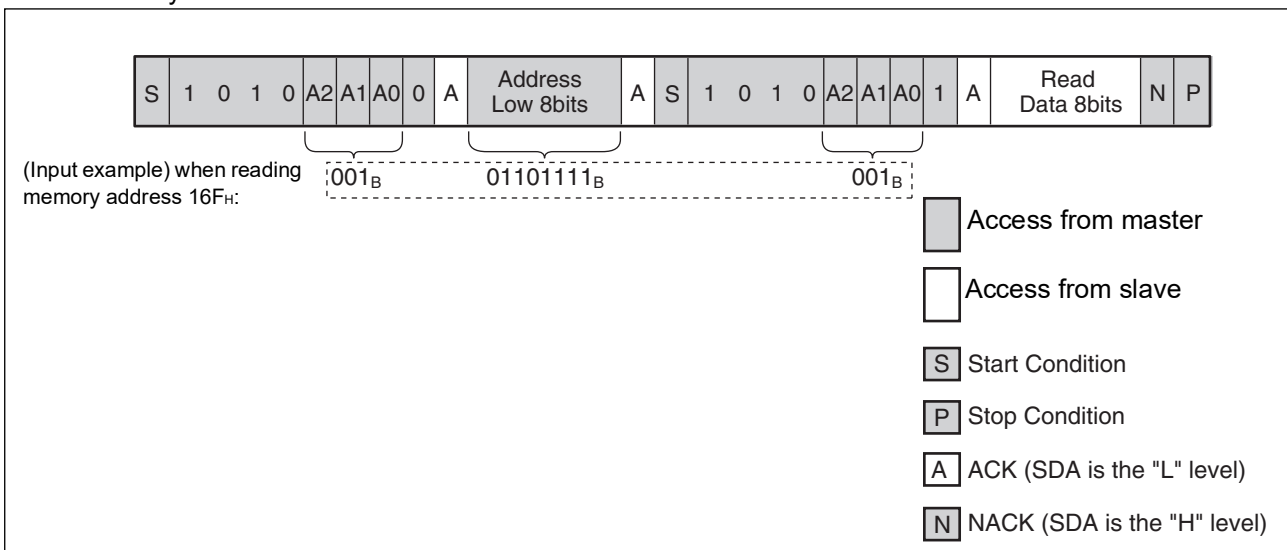 S 1 0 1 0 A2 A1 A0 0 A Address Low 8bits A S 1 0 1 0 A2 A1 A0 1 A Read Data 8bits N P
(Input example) when reading memory address 16FH: 001B 01101111B 001B
Access from master
Access from slave
S Start Condition
P Stop Condition
A ACK (SDA is the "L" level)
N NACK (SDA is the "H" level)